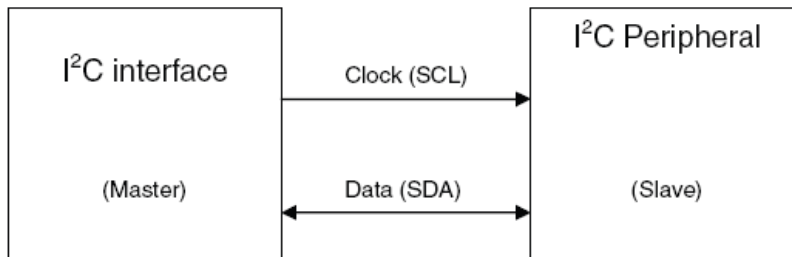 I²C interface
(Master)
Clock (SCL)
Data (SDA)
I²C Peripheral
(Slave)